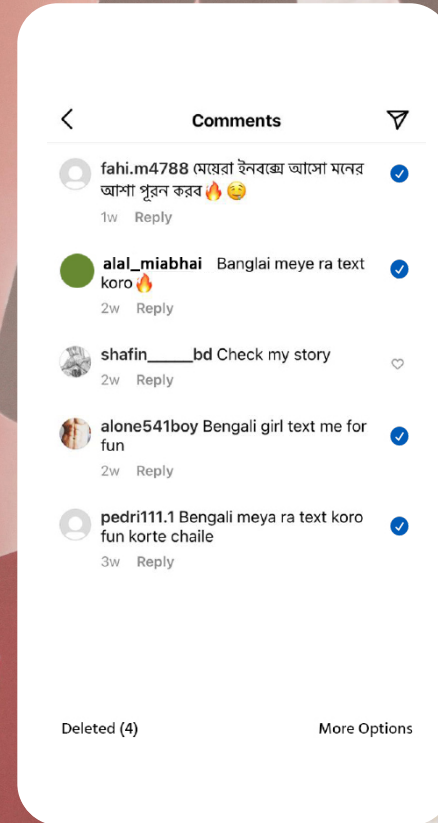 Comments
fahi.m4788 মেয়েরা ইনবক্সে আসো মনের
আশা পূরন করব🔥🤤
1w Reply
alal_miabhai Banglai meye ra text
koro🔥
2w Reply
shafin_____bd Check my story
2w Reply
alone541boy Bengali girl text me for
fun
2w Reply
pedri111.1 Bengali meya ra text koro
fun korte chaile
3w Reply
Deleted (4) More Options